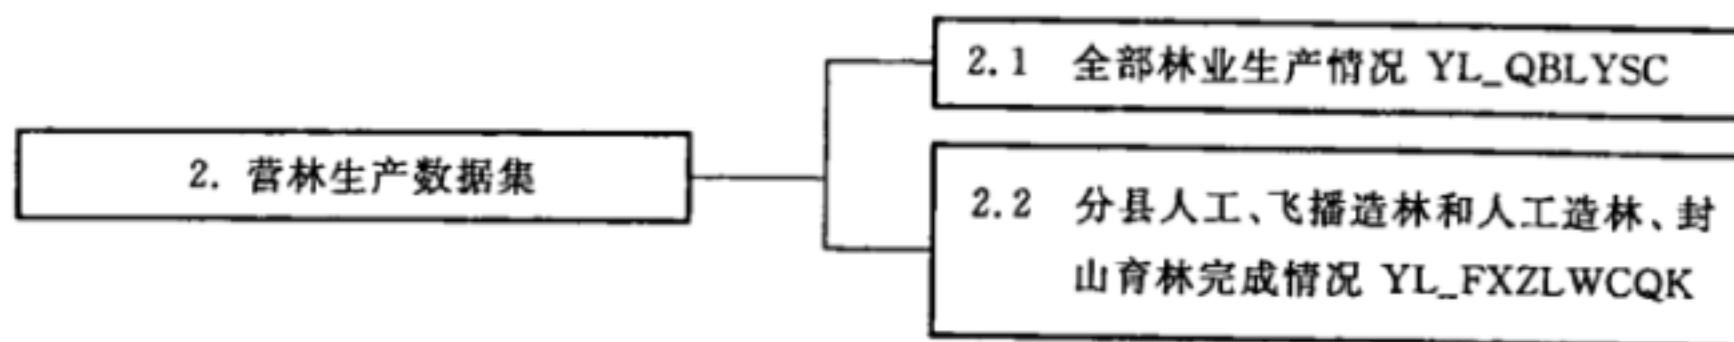 2. 营林生产数据集
2.1 全部林业生产情况 YL_QBLYSC
2.2 分县人工、飞播造林和人工造林、封
山育林完成情况 YL_FXZLWCQK